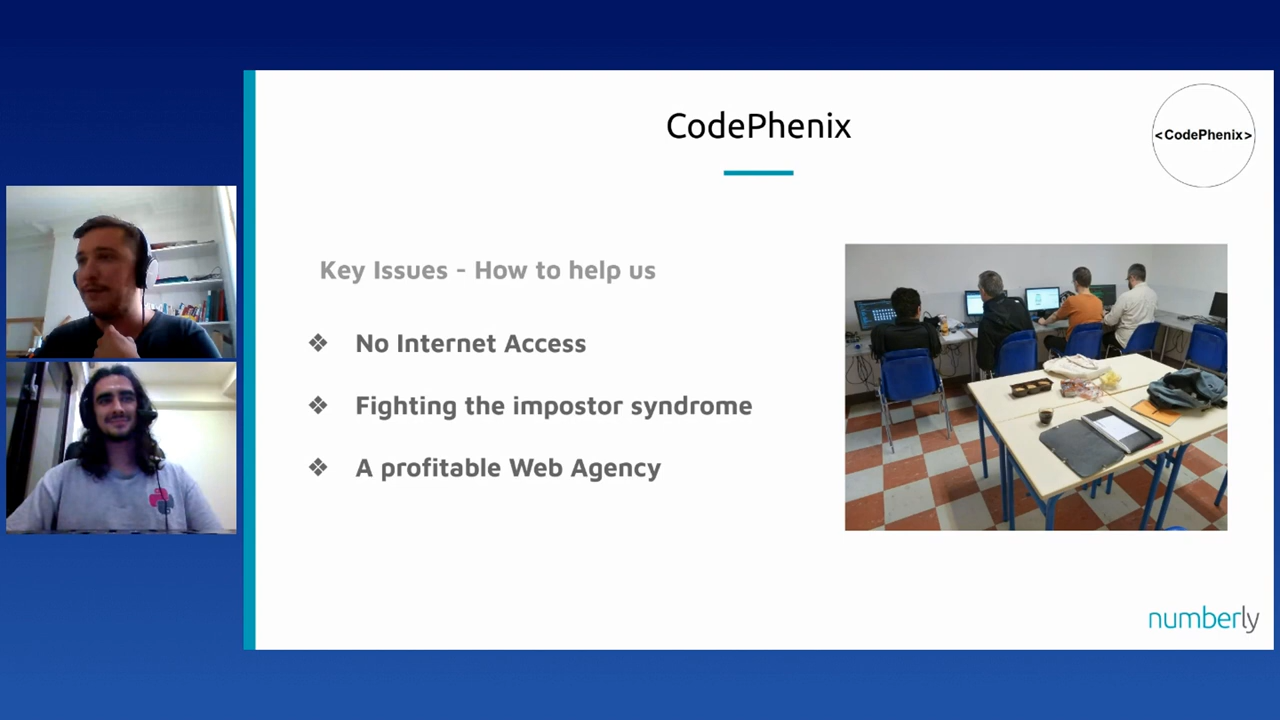 CodePhenix
<CodePhenix>
Key Issues - How to help us
❖ No Internet Access
❖ Fighting the impostor syndrome
❖ A profitable Web Agency
numberly